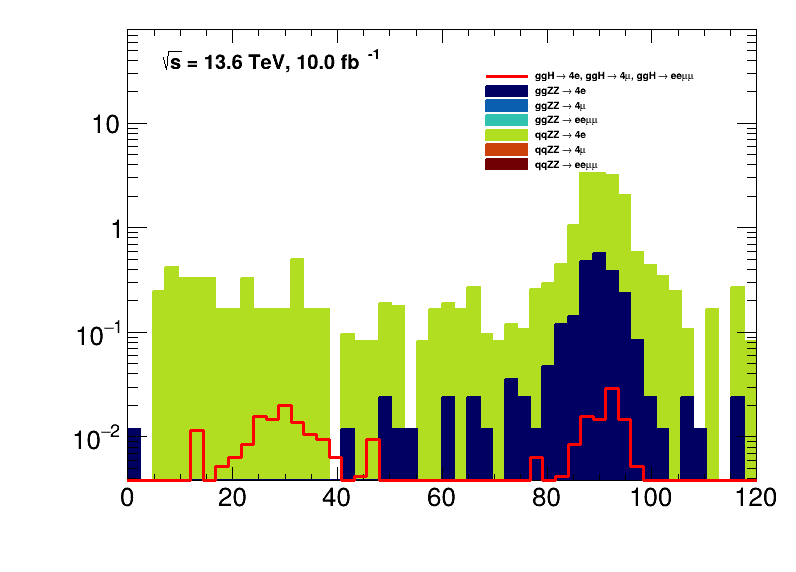 √s = 13.6 TeV, 10.0 fb⁻¹
ggH → 4e, ggH → 4μ, ggH → eeμμ
ggZZ → 4e
ggZZ → 4μ
ggZZ → eeμμ
qqZZ → 4e
qqZZ → 4μ
qqZZ → eeμμ
10
1
10⁻¹
10⁻²
0 20 40 60 80 100 120